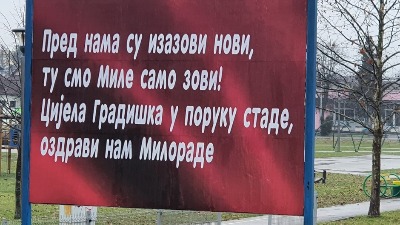 Пред нама су изазови нови,
ту смо Миле само зови!
Цијела Градишка у поруку стаде,
оздрави нам Милораде